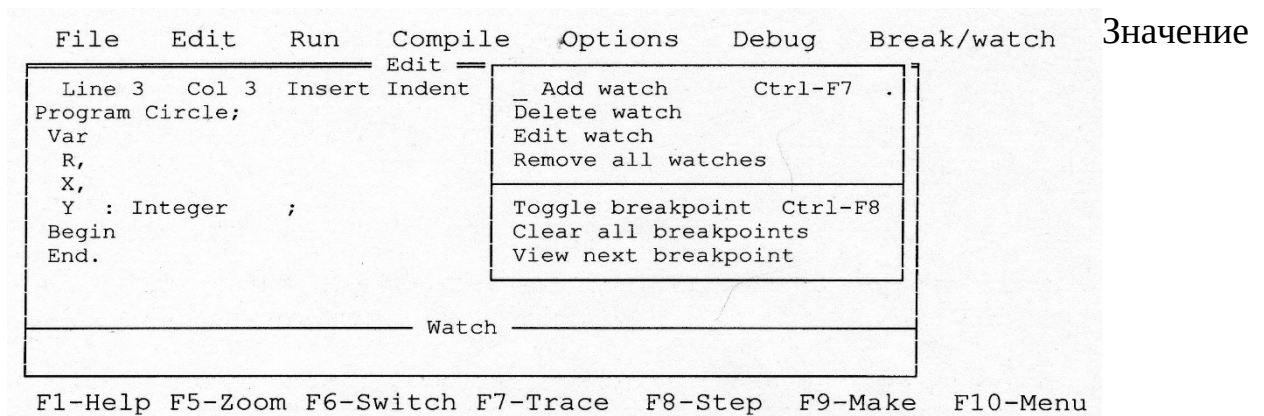 File Edit Run Compile Options Debug Break/watch Значение
Edit
Line 3 Col 3 Insert Indent
Program Circle;
Var
R,
X,
Y : Integer ;
Begin
End.
_ Add watch Ctrl-F7 .
Delete watch
Edit watch
Remove all watches
Toggle breakpoint Ctrl-F8
Clear all breakpoints
View next breakpoint
Watch
F1-Help F5-Zoom F6-Switch F7-Trace F8-Step F9-Make F10-Menu